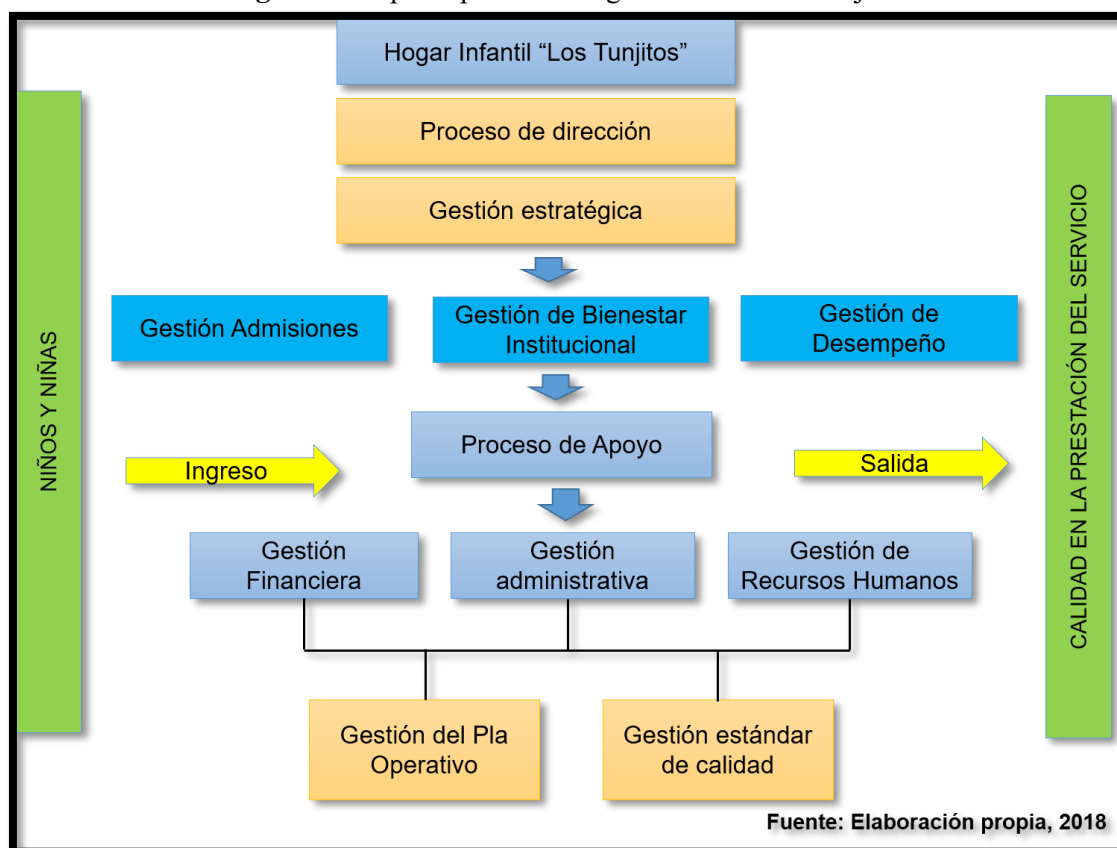 Hogar Infantil “Los Tunjitos”
Proceso de dirección
Gestión estratégica
NIÑOS Y NIÑAS
Gestión Admisiones
Gestión de Bienestar
Institucional
Gestión de
Desempeño
CALIDAD EN LA PRESTACIÓN DEL SERVICIO
Proceso de Apoyo
Ingreso
Salida
Gestión
Financiera
Gestión
administrativa
Gestión de
Recursos Humanos
Gestión del Pla
Operativo
Gestión estándar
de calidad
Fuente: Elaboración propia, 2018